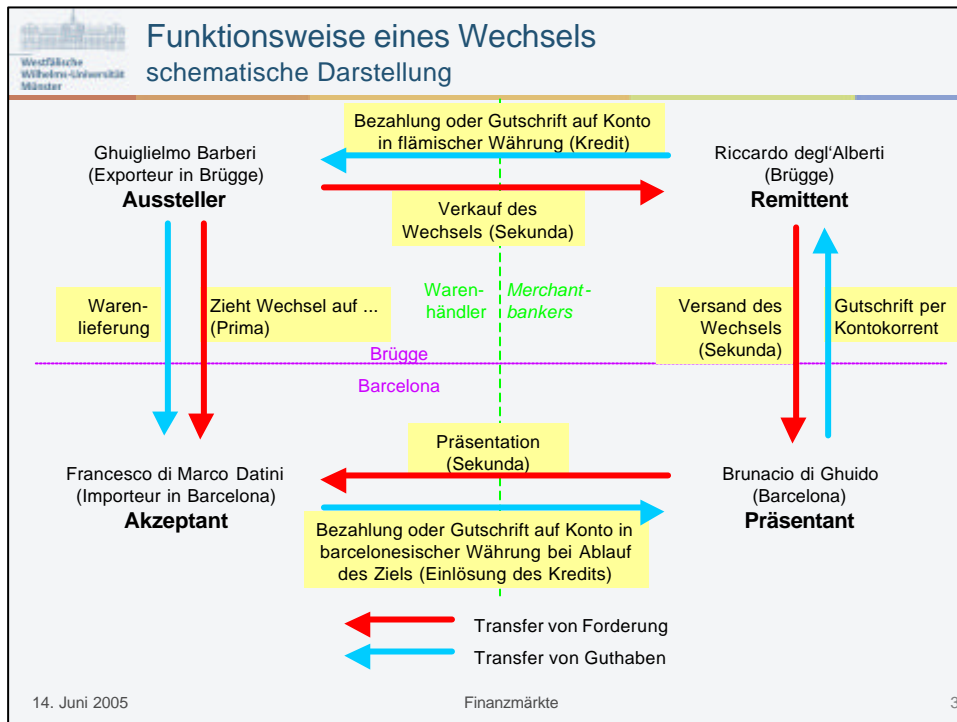 Westfälische
Wilhelms-Universität
Münster
Funktionsweise eines Wechsels
schematische Darstellung
Bezahlung oder Gutschrift auf Konto
in flämischer Währung (Kredit)
Ghuiglielmo Barberi
(Exporteur in Brügge)
Aussteller
Riccardo degl'Alberti
(Brügge)
Remittent
Verkauf des
Wechsels (Sekunda)
Waren-
lieferung
Zieht Wechsel auf ...
(Prima)
Waren-
händler
Merchant-
bankers
Versand des
Wechsels
(Sekunda)
Gutschrift per
Kontokorrent
Brügge
Barcelona
Präsentation
(Sekunda)
Francesco di Marco Datini
(Importeur in Barcelona)
Akzeptant
Brunacio di Ghuido
(Barcelona)
Präsentant
Bezahlung oder Gutschrift auf Konto in
barcelonesischer Währung bei Ablauf
des Ziels (Einlösung des Kredits)
Transfer von Forderung
Transfer von Guthaben
14. Juni 2005
Finanzmärkte
3